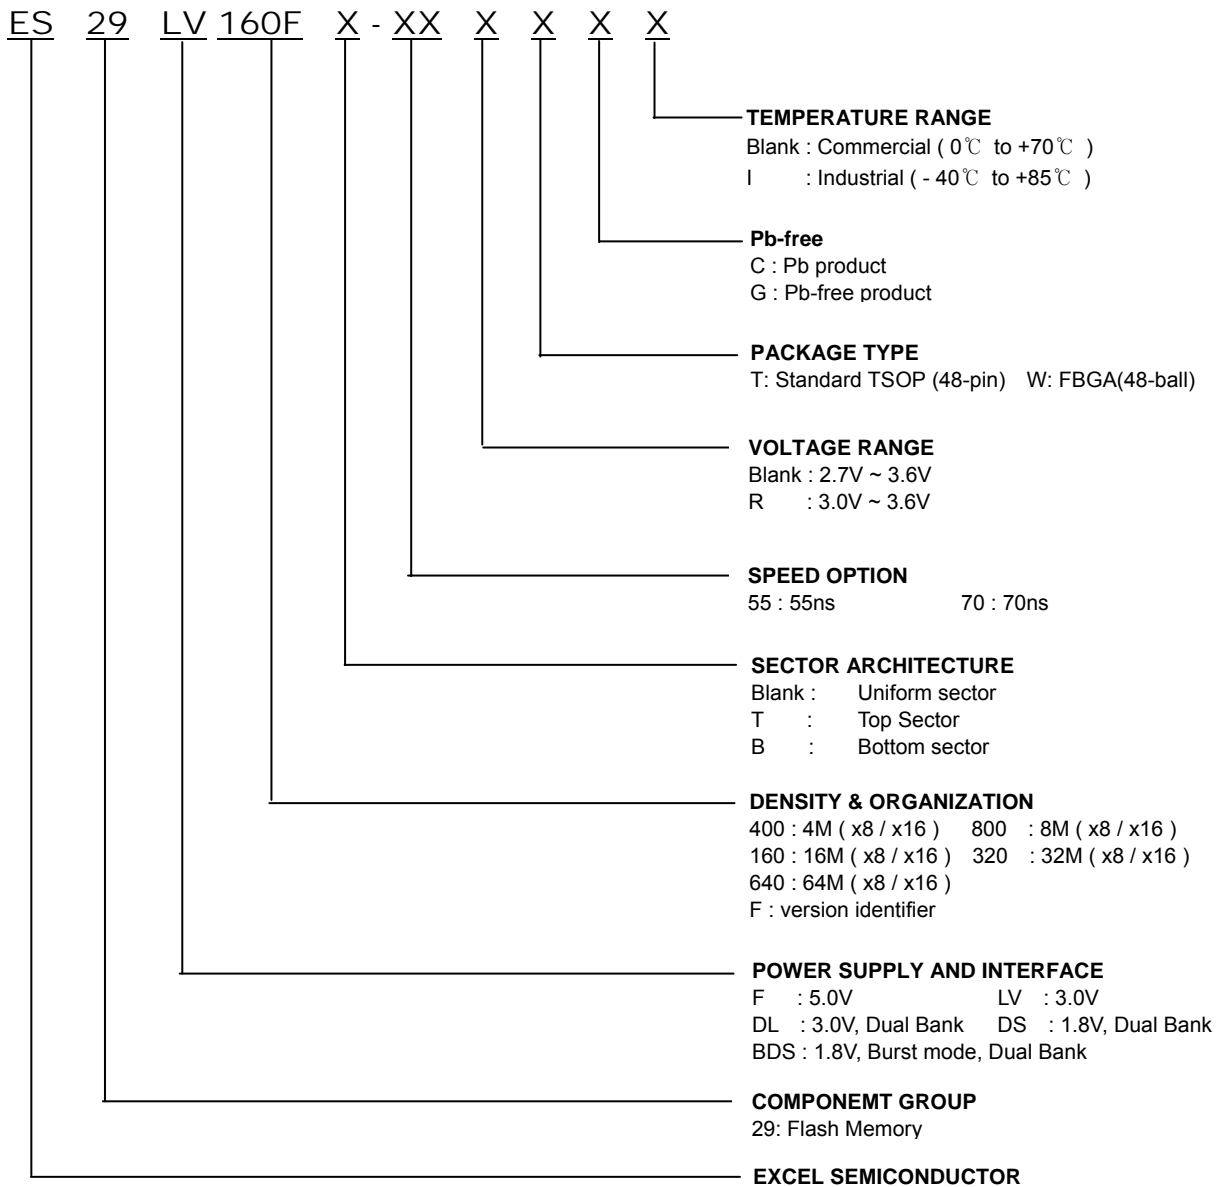 ES 29 LV 160F X - XX X X X X
TEMPERATURE RANGE
Blank : Commercial ( 0℃ to +70℃ )
I : Industrial ( - 40℃ to +85℃ )
Pb-free
C : Pb product
G : Pb-free product
PACKAGE TYPE
T: Standard TSOP (48-pin) W: FBGA(48-ball)
VOLTAGE RANGE
Blank : 2.7V ~ 3.6V
R : 3.0V ~ 3.6V
SPEED OPTION
55 : 55ns 70 : 70ns
SECTOR ARCHITECTURE
Blank : Uniform sector
T : Top Sector
B : Bottom sector
DENSITY & ORGANIZATION
400 : 4M ( x8 / x16 ) 800 : 8M ( x8 / x16 )
160 : 16M ( x8 / x16 ) 320 : 32M ( x8 / x16 )
640 : 64M ( x8 / x16 )
F : version identifier
POWER SUPPLY AND INTERFACE
F : 5.0V LV : 3.0V
DL : 3.0V, Dual Bank DS : 1.8V, Dual Bank
BDS : 1.8V, Burst mode, Dual Bank
COMPONEMT GROUP
29: Flash Memory
EXCEL SEMICONDUCTOR